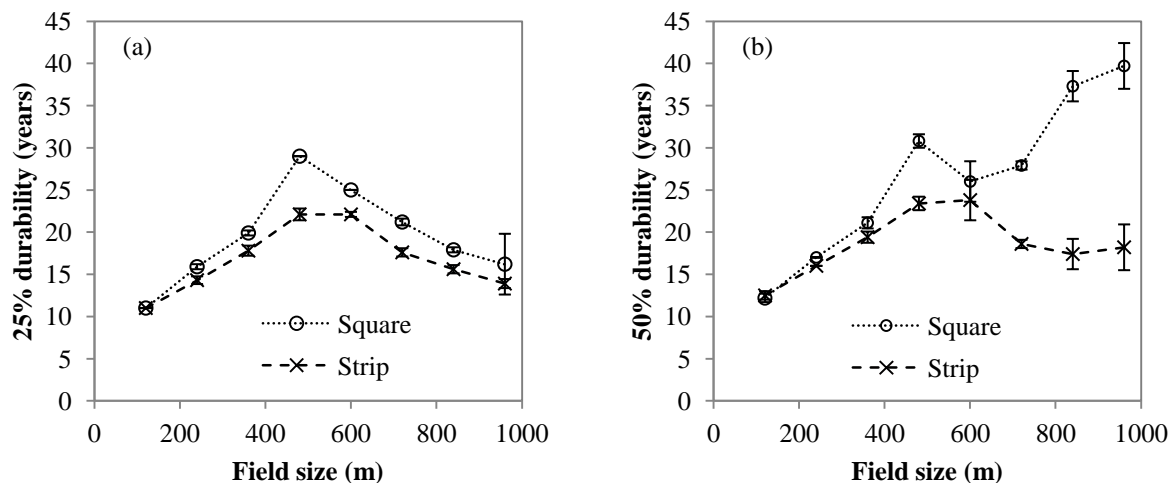 (a)
25% durability (years)
45
40
35
30
25
20
15
10
5
0
Square
Strip
0 200 400 600 800 1000
Field size (m)
(b)
50% durability (years)
45
40
35
30
25
20
15
10
5
0
Square
Strip
0 200 400 600 800 1000
Field size (m)